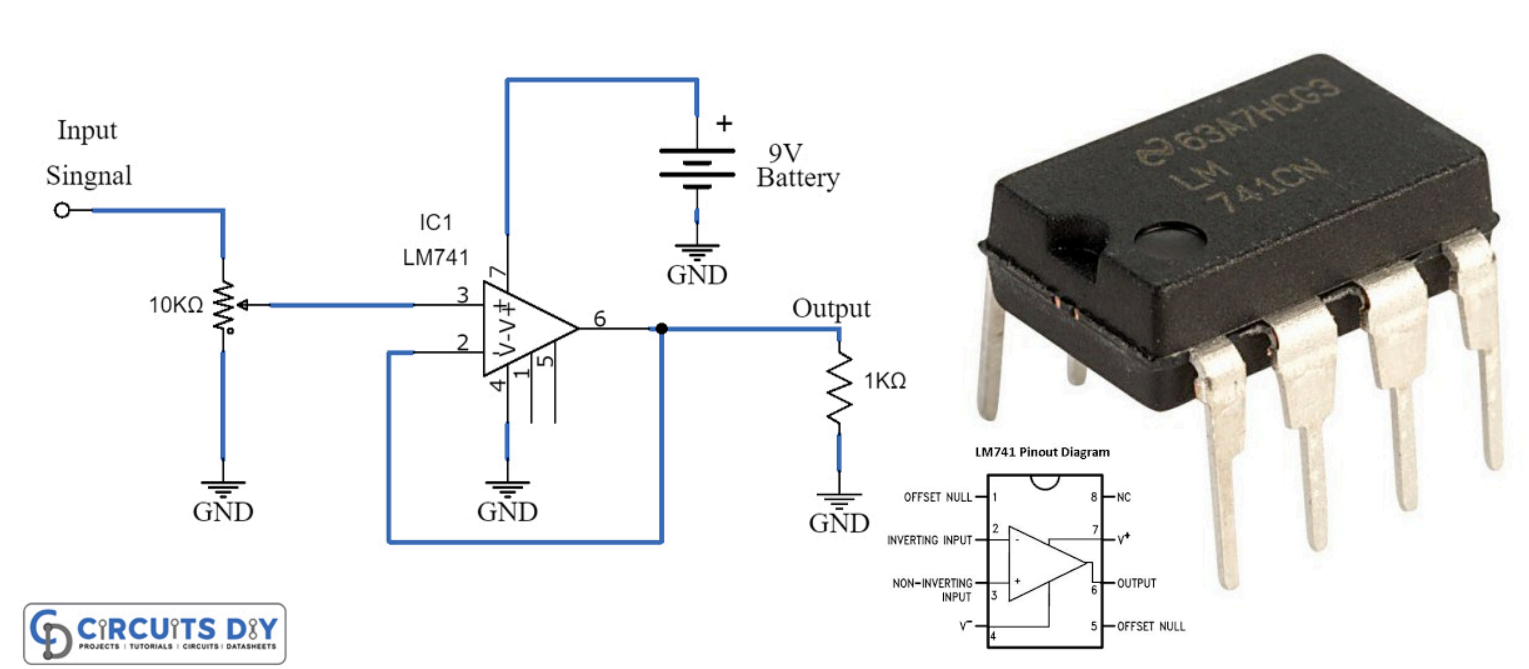 Input
Singnal
10KΩ
GND
IC1
LM741
3
2
7
+
V+
-
V-
4
1
5
6
GND
+
9V
Battery
GND
Output
1KΩ
GND
63A7HCG3
LM
741CN
LM741 Pinout Diagram
OFFSET NULL 1
8 NC
INVERTING INPUT 2
-
7 V+
NON-INVERTING
INPUT 3
+
6 OUTPUT
V- 4
5 OFFSET NULL
CD CiRCUiTS DiY
PROJECTS | TUTORIALS | CIRCUITS | DATASHEETS